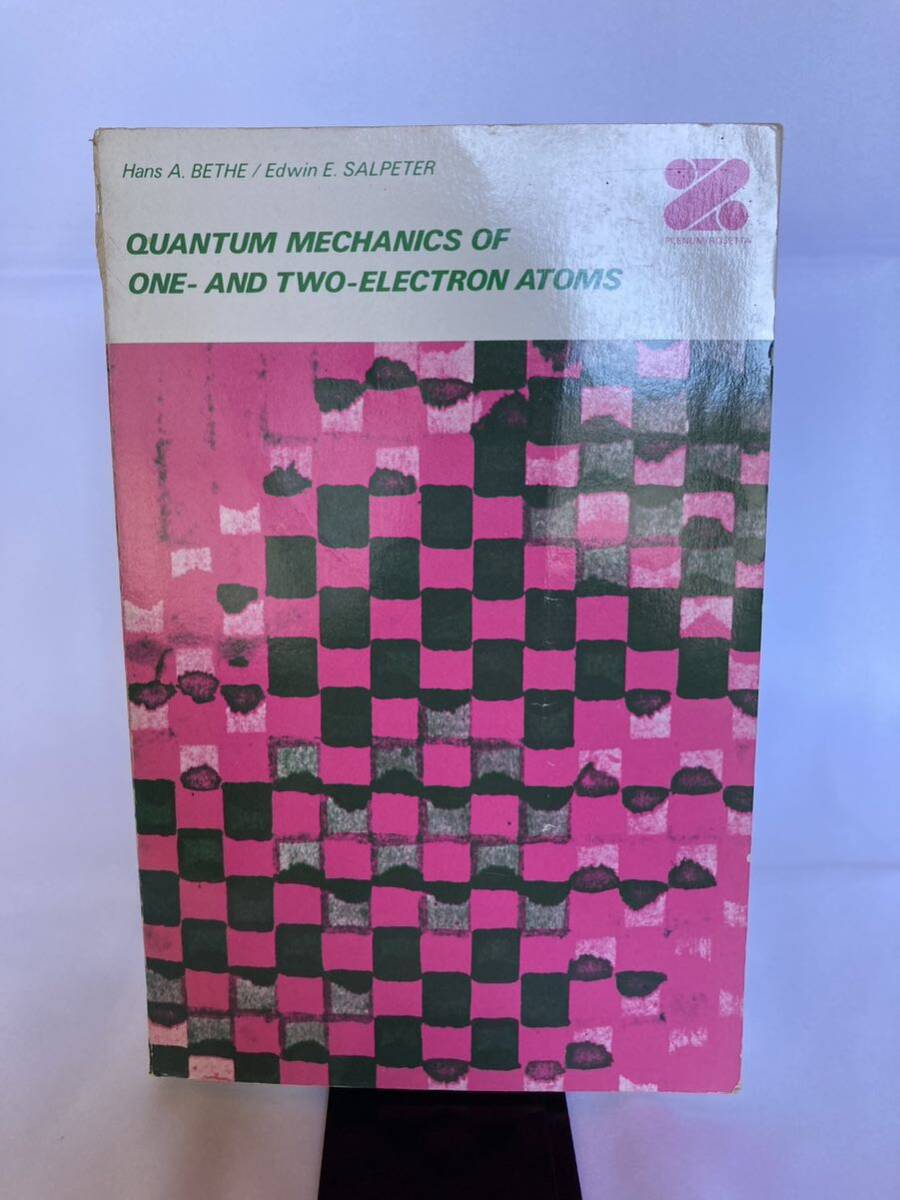 Hans A. BETHE / Edwin E. SALPETER
QUANTUM MECHANICS OF
ONE- AND TWO-ELECTRON ATOMS
PLENUM/ROSETTA